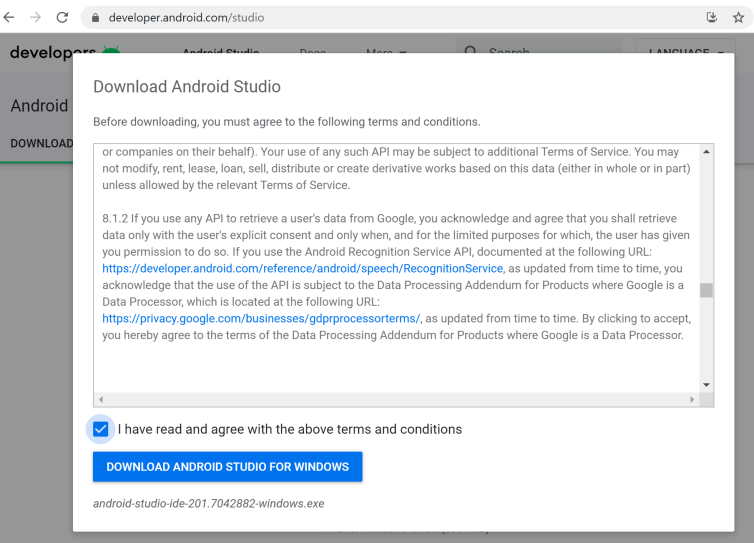 developer.android.com/studio
developers
Android Studio
Docs
More
Search
LANGUAGE
Android
DOWNLOAD
Download Android Studio
Before downloading, you must agree to the following terms and conditions.
or companies on their behalf). Your use of any such API may be subject to additional Terms of Service. You may
not modify, rent, lease, loan, sell, distribute or create derivative works based on this data (either in whole or in part)
unless allowed by the relevant Terms of Service.
8.1.2 If you use any API to retrieve a user's data from Google, you acknowledge and agree that you shall retrieve
data only with the user's explicit consent and only when, and for the limited purposes for which, the user has given
you permission to do so. If you use the Android Recognition Service API, documented at the following URL:
https://developer.android.com/reference/android/speech/RecognitionService, as updated from time to time, you
acknowledge that the use of the API is subject to the Data Processing Addendum for Products where Google is a
Data Processor, which is located at the following URL:
https://privacy.google.com/businesses/gdprprocessorterms/, as updated from time to time. By clicking to accept,
you hereby agree to the terms of the Data Processing Addendum for Products where Google is a Data Processor.
I have read and agree with the above terms and conditions
DOWNLOAD ANDROID STUDIO FOR WINDOWS
android-studio-ide-201.7042882-windows.exe